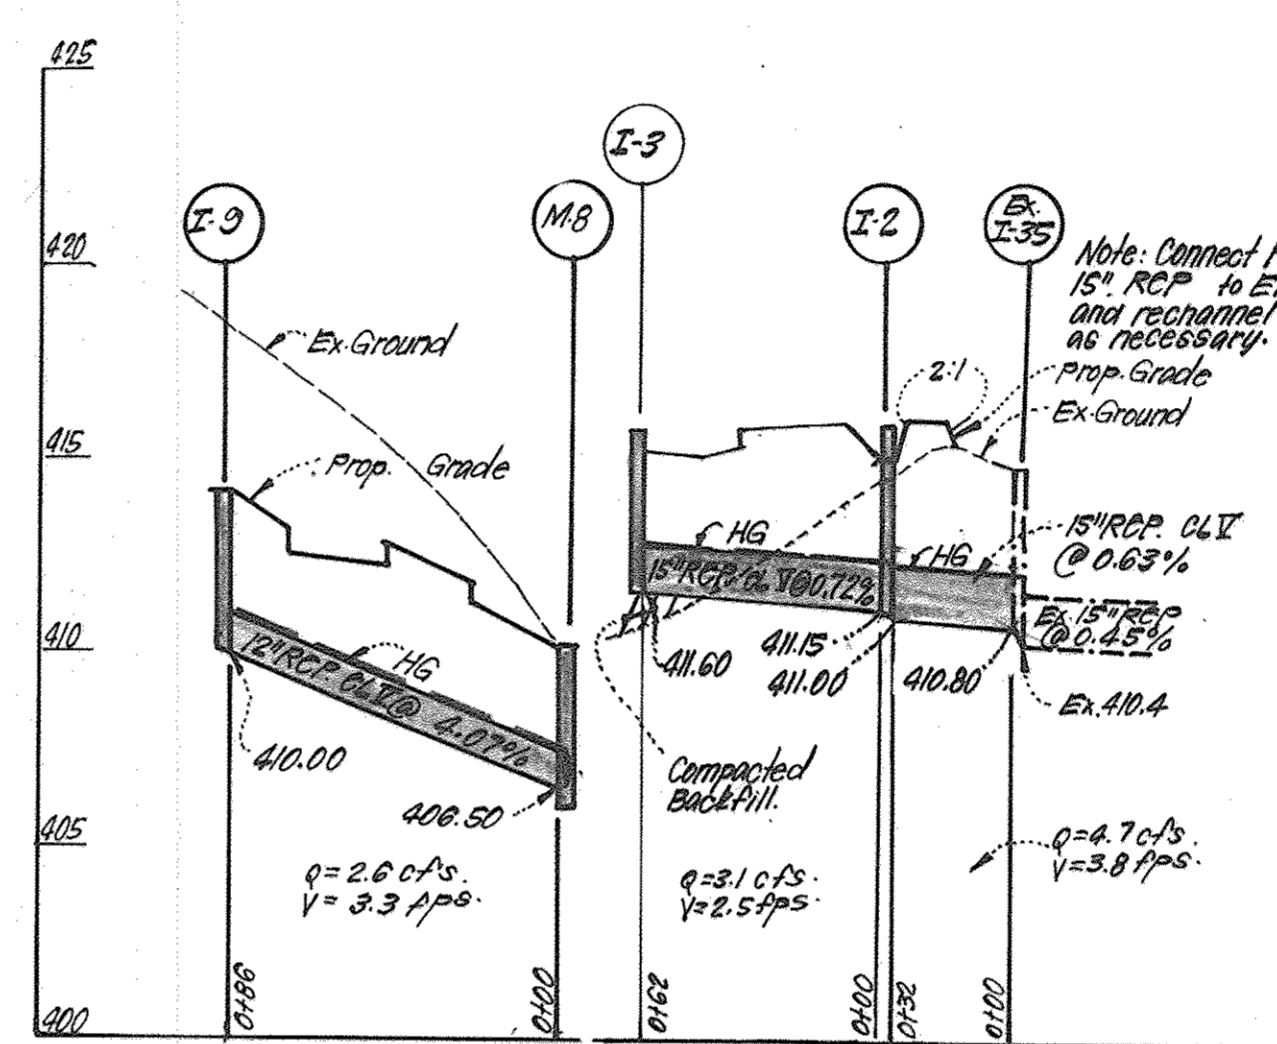 425
I-3
I-9
M-8
I-2
Ex.
I-35
420
Note: Connect
15". RCP to
and rechannel
as necessary.
Ex. Ground
2:1
Prop. Grade
Ex. Ground
415
Prop. Grade
HG
15" RCP. CL V
@ 0.63%
HG
15" RCP. CL V @ 0.72%
410
Ex. 15" RCP
@ 0.45%
HG
12" RCP. CL V @ 4.07%
411.15
411.60
411.00
410.80
Ex. 410.4
410.00
Compacted
Backfill.
406.50
405
Q = 4.7 cfs.
V = 3.8 fps.
Q = 2.6 cfs.
V = 3.3 fps.
Q = 3.1 cfs.
V = 2.5 fps.
400
0+86
0+00
0+62
0+00
0+32
0+00